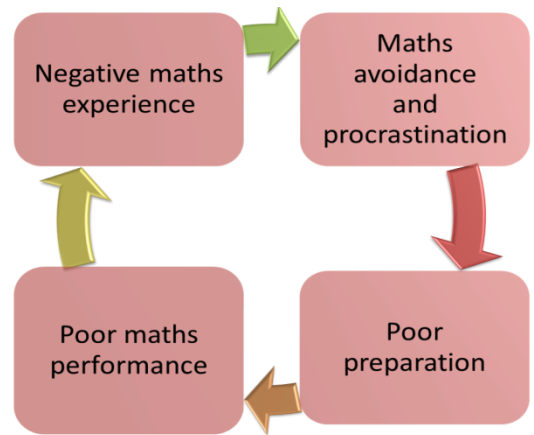 Negative maths
experience
Maths
avoidance
and
procrastination
Poor
preparation
Poor maths
performance